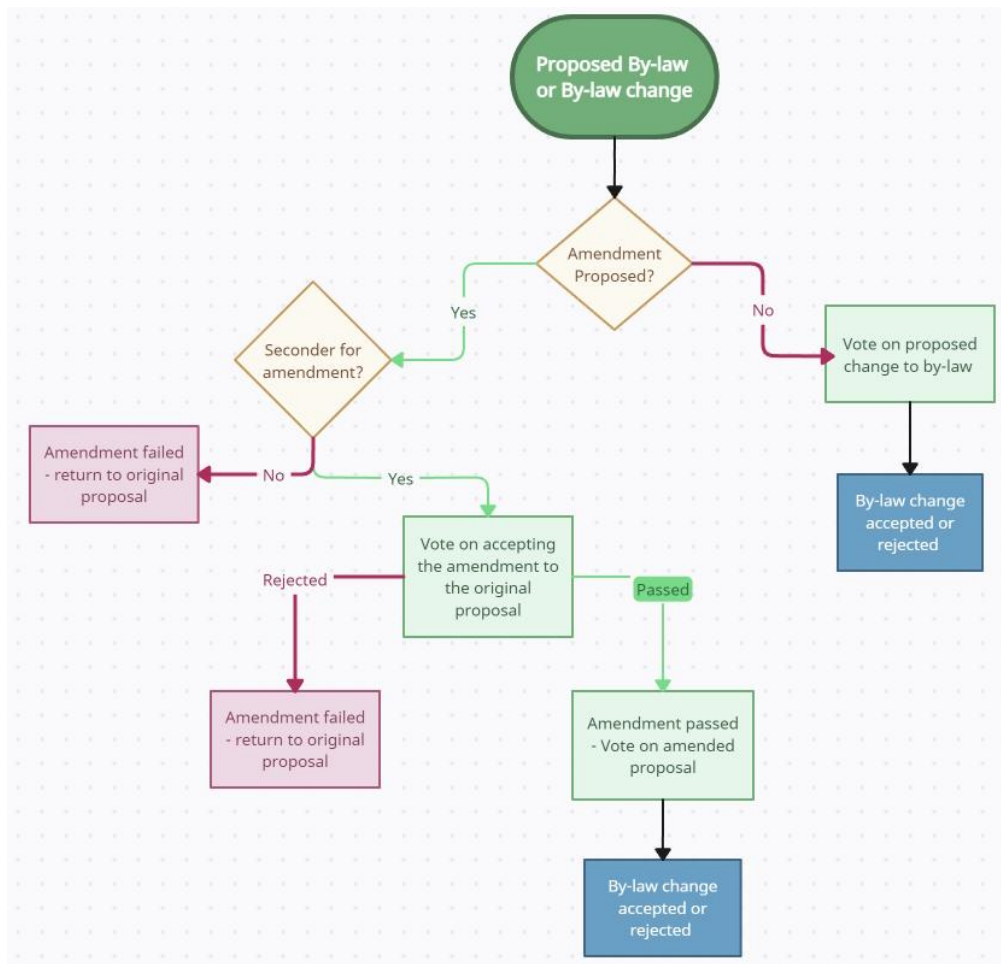 Proposed By-law
or By-law change
Amendment
Proposed?
Yes
No
Seconder for
amendment?
Vote on proposed
change to by-law
Amendment failed
- return to original
proposal
No
Yes
By-law change
accepted or
rejected
Vote on accepting
the amendment to
the original
proposal
Rejected
Passed
Amendment failed
- return to original
proposal
Amendment passed
- Vote on amended
proposal
By-law change
accepted or
rejected